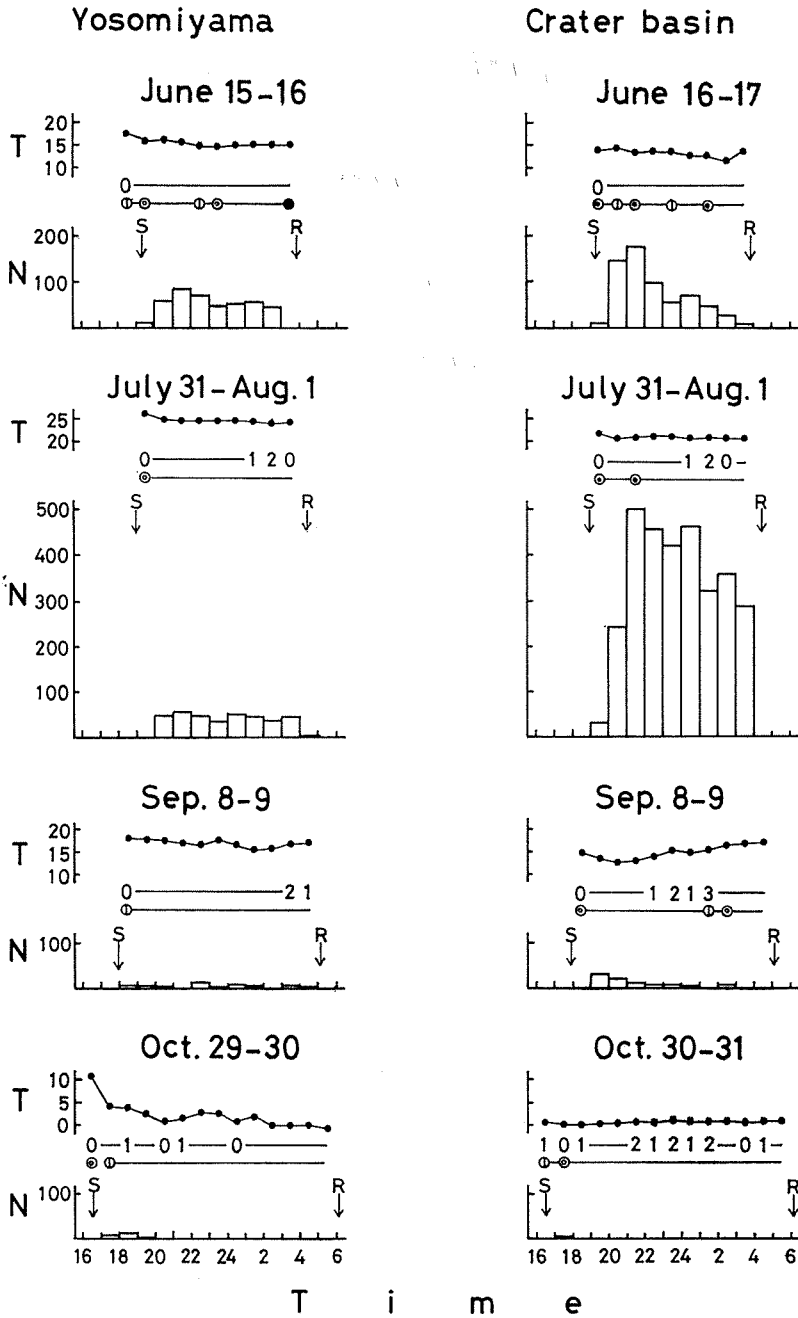 Yosomiyama Crater basin
June 15-16 June 16-17
T 20
15
10
0 0
S R S R
N 200
100
July 31-Aug. 1 July 31-Aug. 1
T 25
20
0 1 2 0 0 1 2 0
S R S R
N 500
400
300
200
100
Sep. 8-9 Sep. 8-9
T 20
15
10
0 2 1 0 1 2 1 3
N 100 S R S R
Oct. 29-30 Oct. 30-31
T 10
5
0
0 1 0 1 0 1 0 1 2 1 2 1 2 0 1
N 100 S R S R
16 18 20 22 24 2 4 6 16 18 20 22 24 2 4 6
T i m e